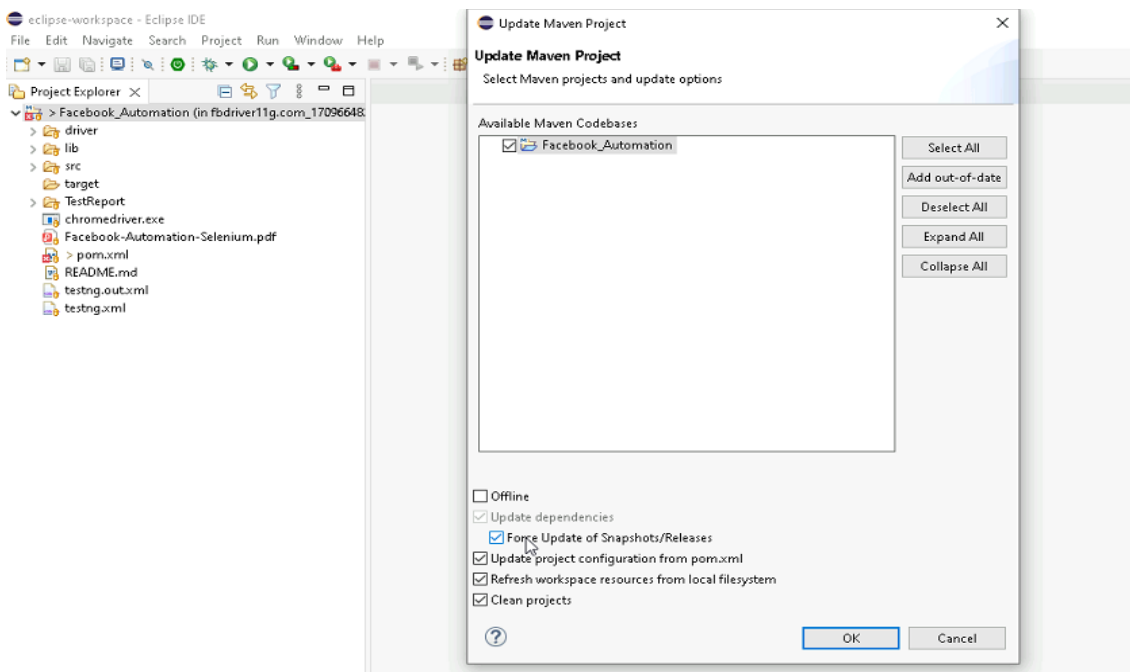 eclipse-workspace - Eclipse IDE
File Edit Navigate Search Project Run Window Help
Project Explorer
> Facebook_Automation (in fbdriver11g.com_17096648
driver
lib
src
target
TestReport
chromedriver.exe
Facebook-Automation-Selenium.pdf
> pom.xml
README.md
testng.out.xml
testng.xml
Update Maven Project
Update Maven Project
Select Maven projects and update options
Available Maven Codebases
Facebook_Automation
Select All
Add out-of-date
Deselect All
Expand All
Collapse All
Offline
Update dependencies
Force Update of Snapshots/Releases
Update project configuration from pom.xml
Refresh workspace resources from local filesystem
Clean projects
OK
Cancel